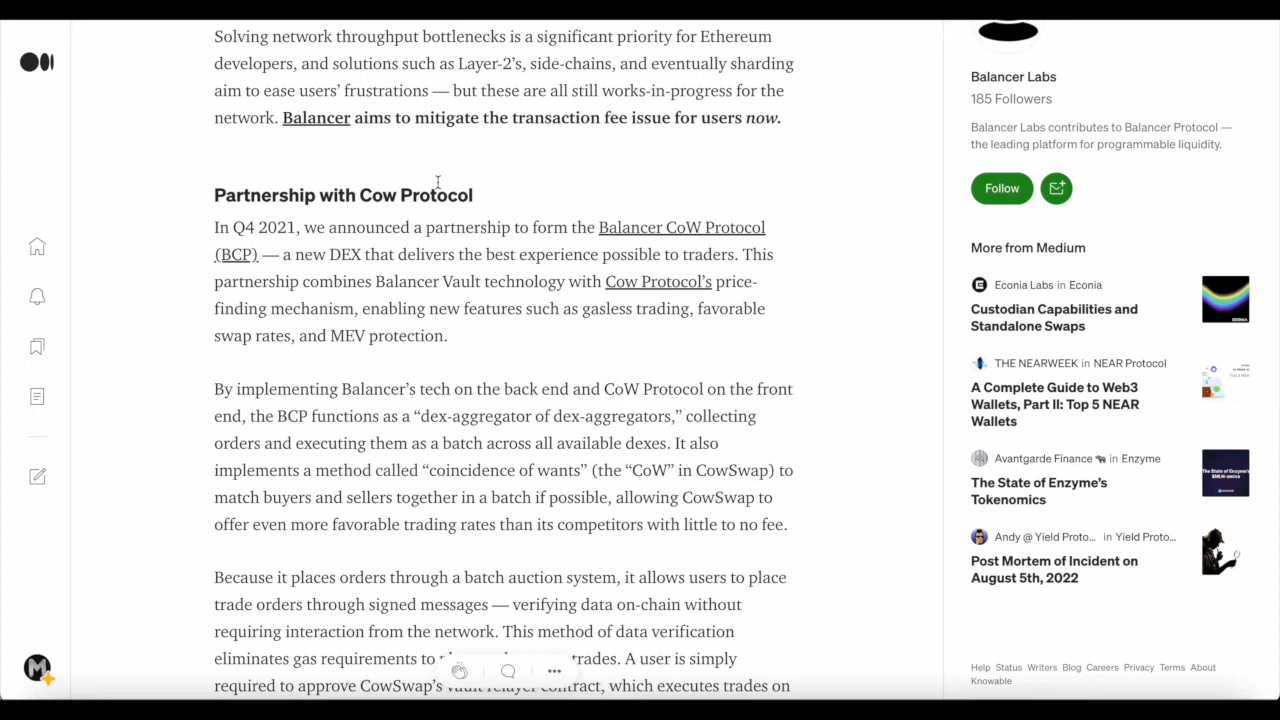 Solving network throughput bottlenecks is a significant priority for Ethereum
developers, and solutions such as Layer-2’s, side-chains, and eventually sharding
aim to ease users’ frustrations — but these are all still works-in-progress for the
network. Balancer aims to mitigate the transaction fee issue for users now.
Partnership with Cow Protocol
In Q4 2021, we announced a partnership to form the Balancer CoW Protocol
(BCP) — a new DEX that delivers the best experience possible to traders. This
partnership combines Balancer Vault technology with Cow Protocol’s price-
finding mechanism, enabling new features such as gasless trading, favorable
swap rates, and MEV protection.
By implementing Balancer’s tech on the back end and CoW Protocol on the front
end, the BCP functions as a “dex-aggregator of dex-aggregators,” collecting
orders and executing them as a batch across all available dexes. It also
implements a method called “coincidence of wants” (the “CoW” in CowSwap) to
match buyers and sellers together in a batch if possible, allowing CowSwap to
offer even more favorable trading rates than its competitors with little to no fee.
Because it places orders through a batch auction system, it allows users to place
trade orders through signed messages — verifying data on-chain without
requiring interaction from the network. This method of data verification
eliminates gas requirements to trades. A user is simply
required to approve CowSwap’s vault relayer contract, which executes trades on
Balancer Labs
185 Followers
Balancer Labs contributes to Balancer Protocol —
the leading platform for programmable liquidity.
Follow
More from Medium
Econia Labs in Econia
Custodian Capabilities and
Standalone Swaps
ECONIA
THE NEARWEEK in NEAR Protocol
A Complete Guide to Web3
Wallets, Part II: Top 5 NEAR
Wallets
Avantgarde Finance in Enzyme
The State of Enzyme’s
Tokenomics
Andy @ Yield Proto... in Yield Proto...
Post Mortem of Incident on
August 5th, 2022
Help Status Writers Blog Careers Privacy Terms About
Knowable
M